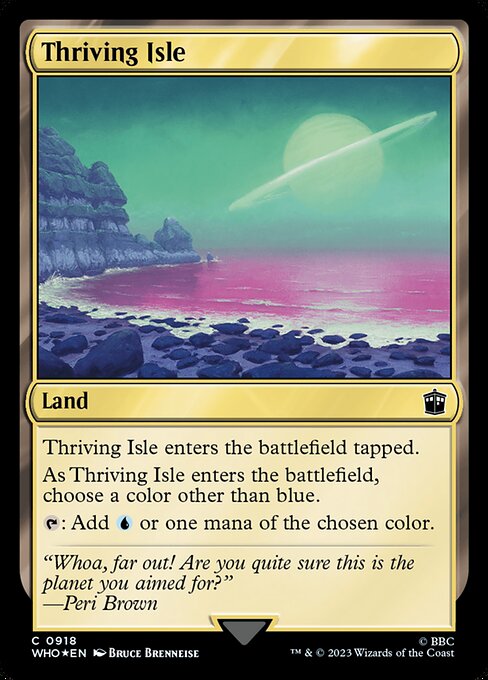 Thriving Isle
Land
Thriving Isle enters the battlefield tapped.
As Thriving Isle enters the battlefield,
choose a color other than blue.
: Add or one mana of the chosen color.
“Whoa, far out! Are you quite sure this is the
planet you aimed for?”
—Peri Brown
C 0918
WHO★EN Bruce Brenneise
© BBC
™ & © 2023 Wizards of the Coast